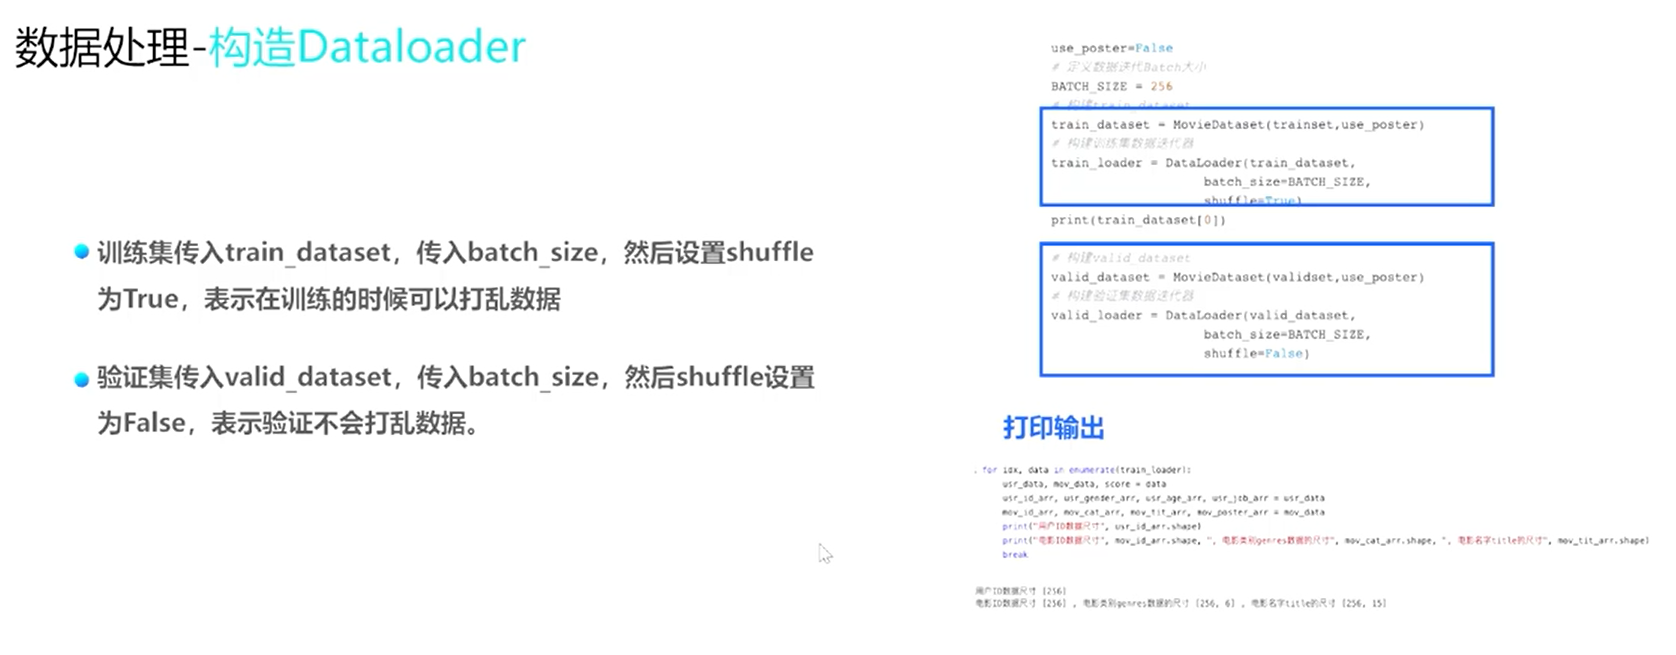 数据处理-构造Dataloader
训练集传入train_dataset，传入batch_size，然后设置shuffle
为True，表示在训练的时候可以打乱数据
验证集传入valid_dataset，传入batch_size，然后shuffle设置
为False，表示验证不会打乱数据。
use_poster=False
# 定义数据迭代Batch大小
BATCH_SIZE = 256
# 构建train_dataset
train_dataset = MovieDataset(trainset,use_poster)
# 构建训练集数据迭代器
train_loader = DataLoader(train_dataset,
batch_size=BATCH_SIZE,
shuffle=True)
print(train_dataset[0])
# 构建valid_dataset
valid_dataset = MovieDataset(validset,use_poster)
# 构建验证集数据迭代器
valid_loader = DataLoader(valid_dataset,
batch_size=BATCH_SIZE,
shuffle=False)
打印输出
for idx, data in enumerate(train_loader):
usr_data, mov_data, score = data
usr_id_arr, usr_gender_arr, usr_age_arr, usr_job_arr = usr_data
mov_id_arr, mov_cat_arr, mov_tit_arr, mov_poster_arr = mov_data
print("用户ID数据尺寸", usr_id_arr.shape)
print("电影ID数据尺寸", mov_id_arr.shape, ", 电影类别genres数据的尺寸", mov_cat_arr.shape, ", 电影名字title的尺寸", mov_tit_arr.shape)
break
用户ID数据尺寸 [256]
电影ID数据尺寸 [256] , 电影类别genres数据的尺寸 [256, 6] , 电影名字title的尺寸 [256, 15]